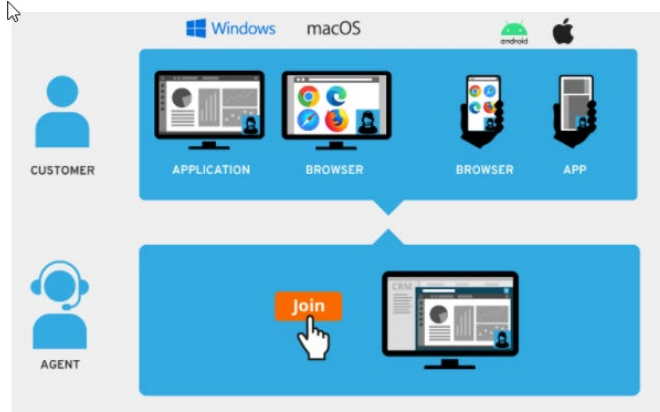 Windows macOS
android
CUSTOMER
APPLICATION BROWSER BROWSER APP
CRM
Join
AGENT